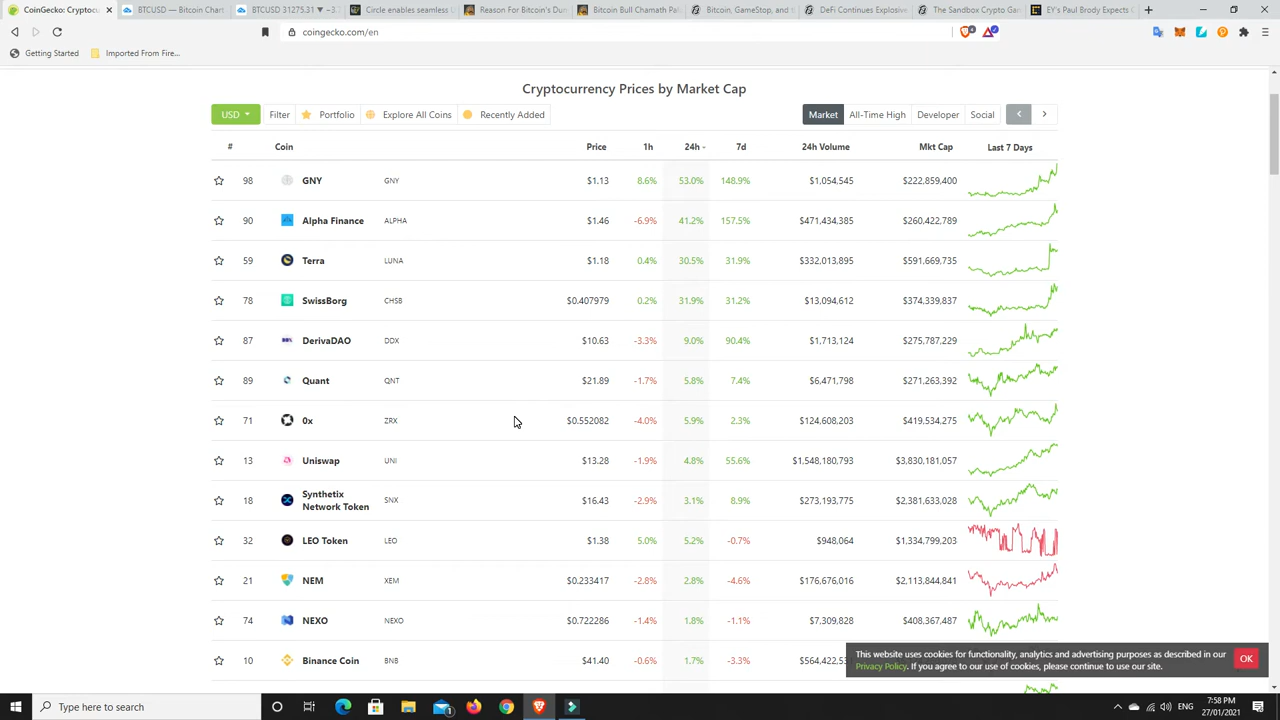 CoinGecko: Cryptocu
BTCUSD — Bitcoin Chart
BTCUSD 31275.31 ▼ −3.
Circle enables seamless U
Reason For Bitcoin's Dun
Bitcoin Bull Chamath Pal
Bitcoin, GameStop, and t
DeFi Continues Explosive
The Sandbox Crypto Gam
EY's Paul Brody Expects C
coingecko.com/en
Getting Started
Imported From Fire...
Cryptocurrency Prices by Market Cap
USD Filter Portfolio Explore All Coins Recently Added Market All-Time High Developer Social
# Coin Price 1h 24h 7d 24h Volume Mkt Cap Last 7 Days
98 GNY GNY $1.13 8.6% 53.0% 148.9% $1,054,545 $222,859,400
90 Alpha Finance ALPHA $1.46 -6.9% 41.2% 157.5% $471,434,385 $260,422,789
59 Terra LUNA $1.18 0.4% 30.5% 31.9% $332,013,895 $591,669,735
78 SwissBorg CHSB $0.407979 0.2% 31.9% 31.2% $13,094,612 $374,339,837
87 DerivaDAO DDX $10.63 -3.3% 9.0% 90.4% $1,713,124 $275,787,229
89 Quant QNT $21.89 -1.7% 5.8% 7.4% $6,471,798 $271,263,392
71 0x ZRX $0.552082 -4.0% 5.9% 2.3% $124,608,203 $419,534,275
13 Uniswap UNI $13.28 -1.9% 4.8% 55.6% $1,548,180,793 $3,830,181,057
18 Synthetix Network Token SNX $16.43 -2.9% 3.1% 8.9% $273,193,775 $2,381,633,028
32 LEO Token LEO $1.38 5.0% 5.2% -0.7% $948,064 $1,334,799,203
21 NEM XEM $0.233417 -2.8% 2.8% -4.6% $176,676,016 $2,113,844,841
74 NEXO NEXO $0.722286 -1.4% 1.8% -1.1% $7,309,828 $408,367,487
10 Binance Coin BNB $41.40 -0.6% 1.7% -3.3% $564,422,5
This website uses cookies for functionality, analytics and advertising purposes as described in our
Privacy Policy. If you agree to our use of cookies, please continue to use our site.
OK
Type here to search
ENG
7:58 PM
27/01/2021